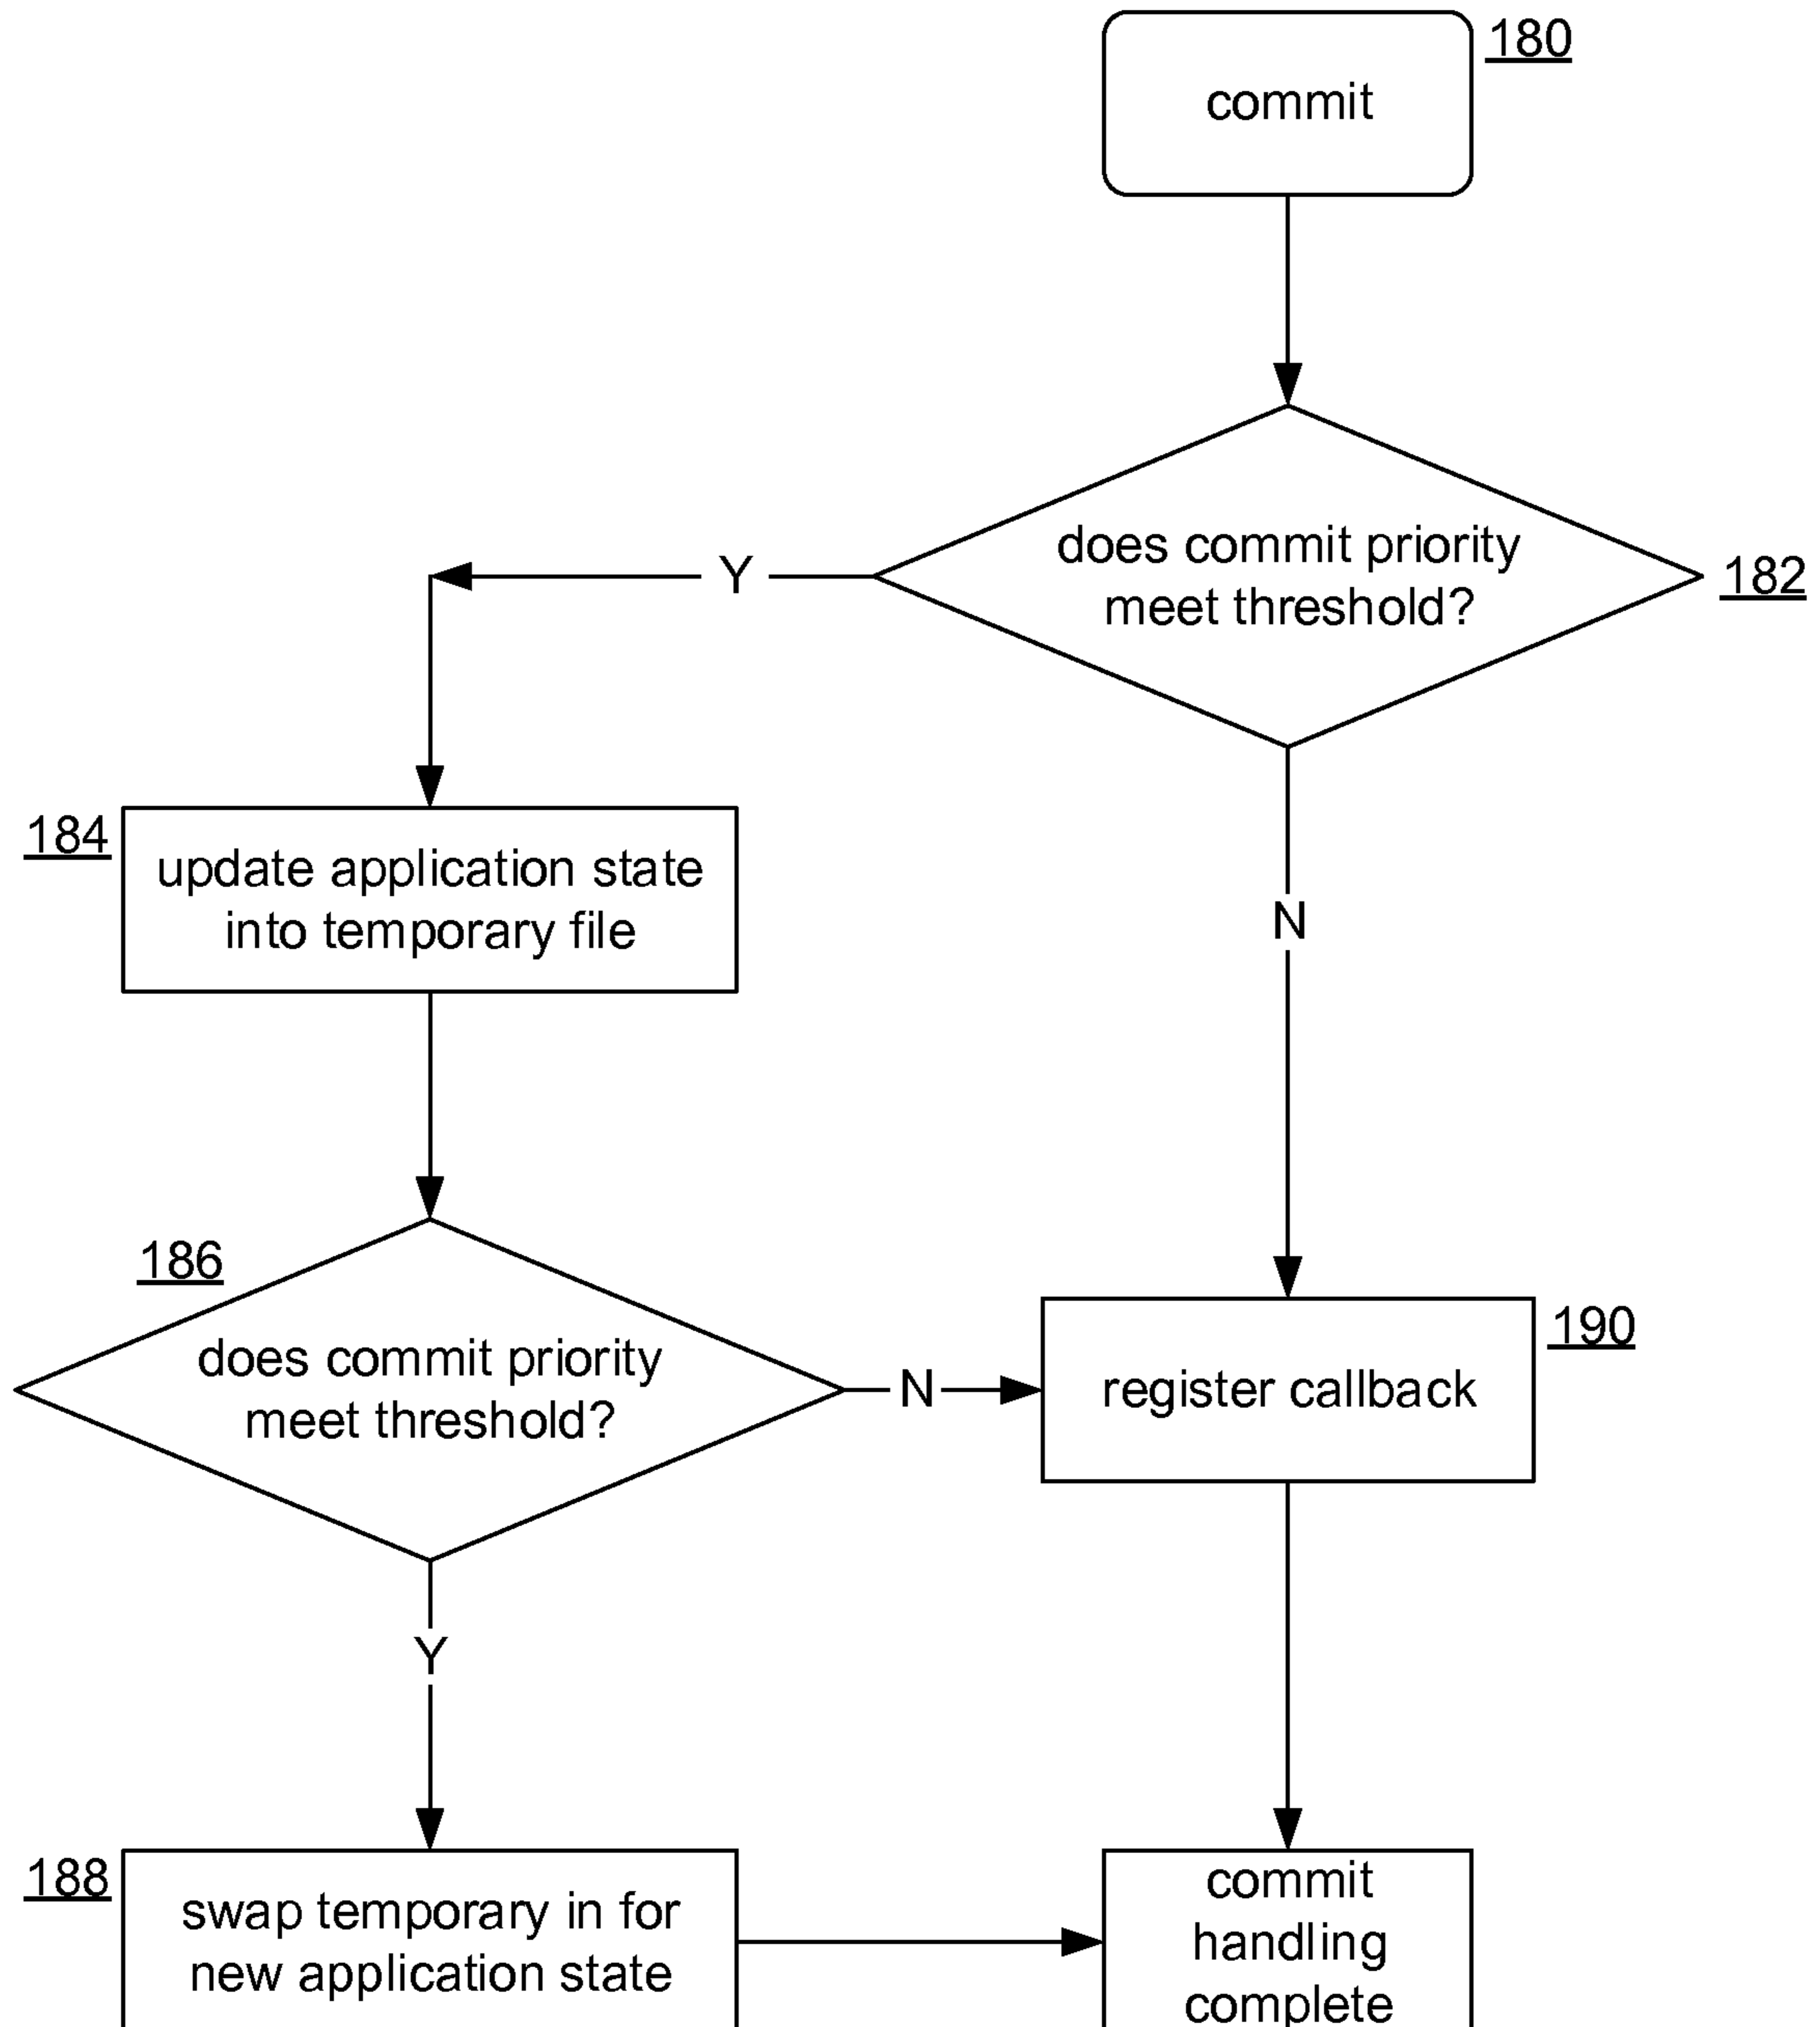 commit
180
does commit priority
meet threshold?
182
Y
N
184
update application state
into temporary file
186
does commit priority
meet threshold?
N
190
register callback
Y
188
swap temporary in for
new application state
commit
handling
complete